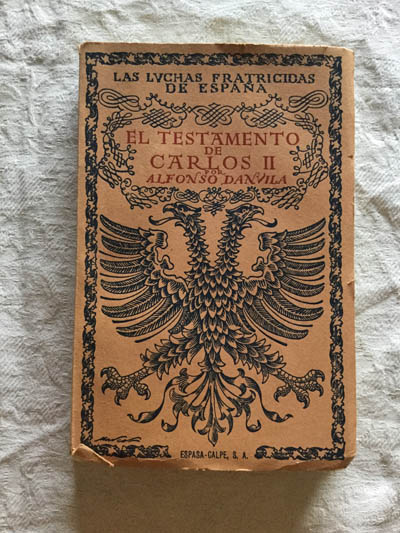 LAS LVCHAS FRATRICIDAS
DE ESPAÑA
EL TESTAMENTO
DE
CARLOS II
POR
ALFONSO DANVILA
ESPASA-CALPE, S. A.